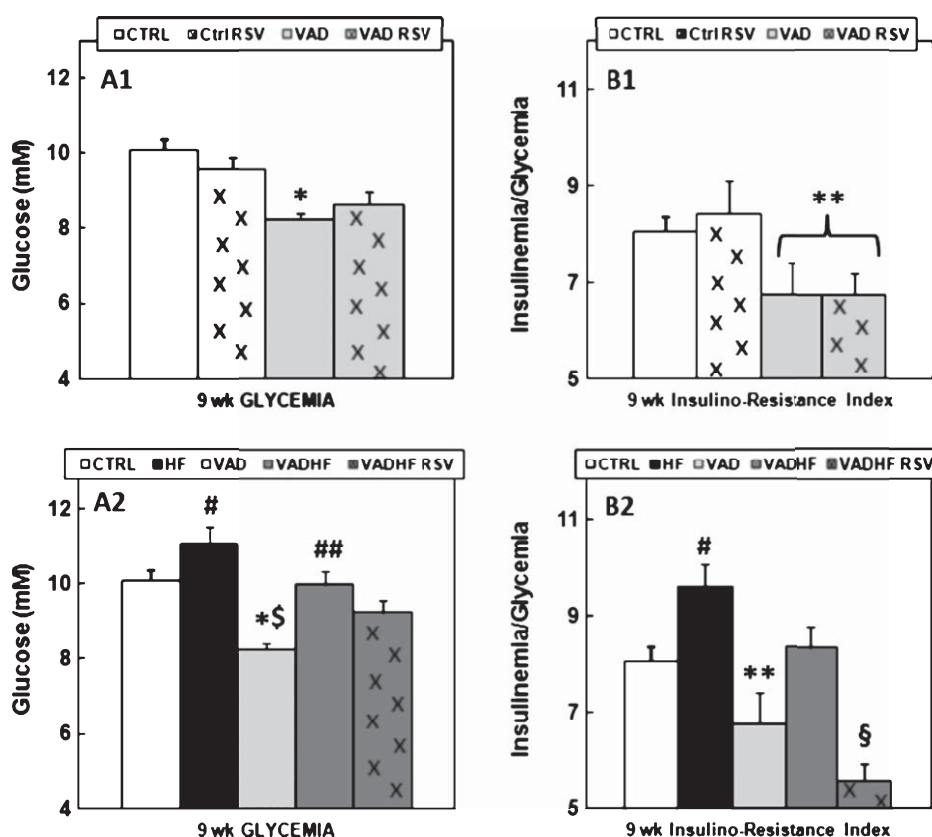 CTRL Ctrl RSV VAD VAD RSV
A1
Glucose (mM)
12
10
8
6
4
*
X X X X X X X X
X X X X X X X X
9 wk GLYCEMIA
CTRL Ctrl RSV VAD VAD RSV
B1
Insulinemia/Glycemia
11
9
7
5
**
X X X X X X X
X X X X
9 wk Insulino-Resistance Index
CTRL HF VAD VADHF VADHF RSV
A2
Glucose (mM)
12
10
8
6
4
#
*$
##
X X X X X X X X
9 wk GLYCEMIA
CTRL HF VAD VADHF VADHF RSV
B2
Insulinemia/Glycemia
11
9
7
5
#
**
§
X X
9 wk Insulino-Resistance Index